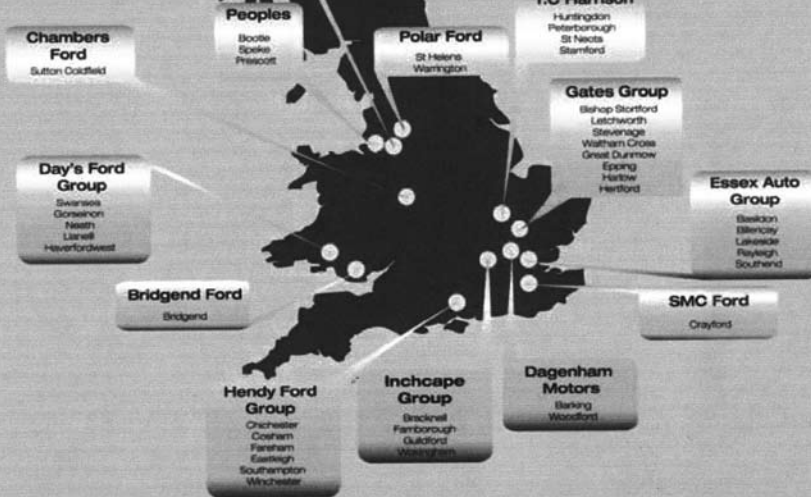 Peoples
Bootle
Speke
Prescott
T.C Harrison
Huntingdon
Peterborough
St Neots
Stamford
Chambers
Ford
Sutton Coldfield
Polar Ford
St Helens
Warrington
Gates Group
Bishop Stortford
Letchworth
Stevenage
Waltham Cross
Great Dunmow
Epping
Harlow
Hertford
Day's Ford
Group
Swansea
Gorseinon
Neath
Llanelli
Haverfordwest
Essex Auto
Group
Basildon
Billericay
Lakeside
Rayleigh
Southend
Bridgend Ford
Bridgend
SMC Ford
Crayford
Hendy Ford
Group
Chichester
Cosham
Fareham
Eastleigh
Southampton
Winchester
Inchcape
Group
Bracknell
Farnborough
Guildford
Wokingham
Dagenham
Motors
Barking
Woodford